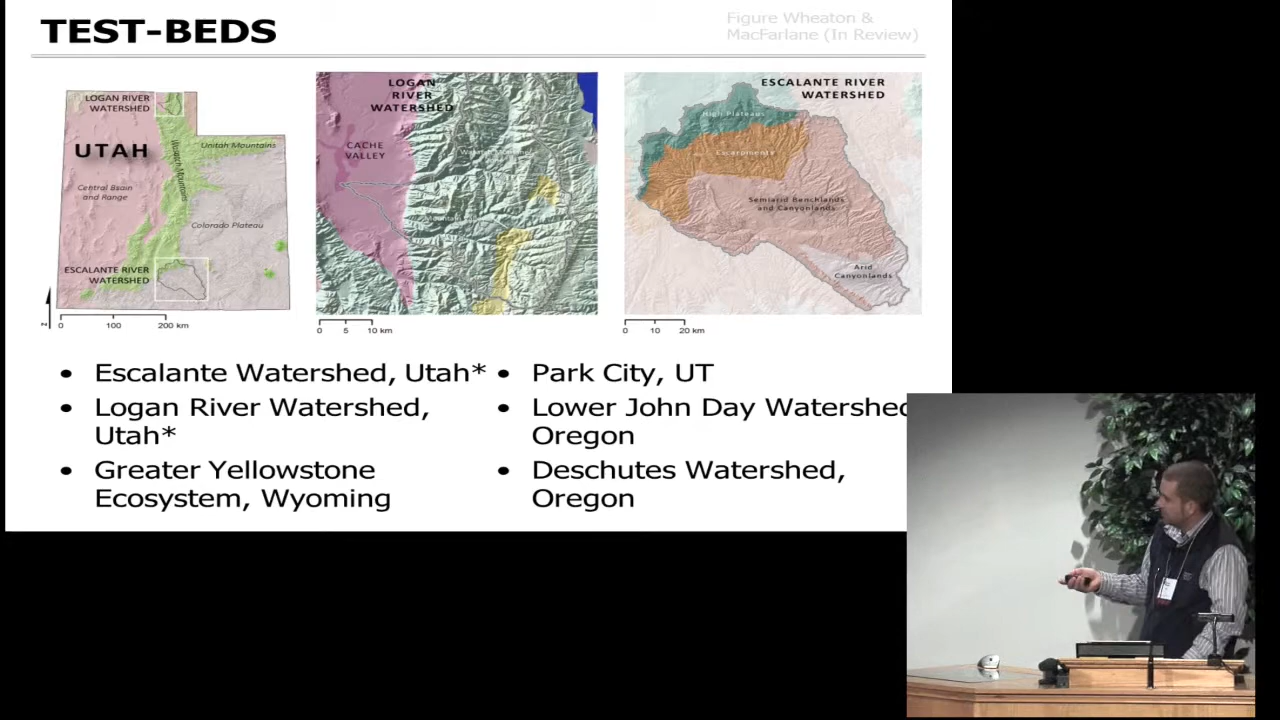 TEST-BEDS
Figure Wheaton &
MacFarlane (In Review)
LOGAN RIVER
WATERSHED
UTAH
Unitah Mountains
Wasatch Mountains
Central Bsain
and Range
Colorado Plateau
ESCALANTE RIVER
WATERSHED
N
0 100 200 km
LOGAN
RIVER
WATERSHED
CACHE
VALLEY
0 5 10 km
ESCALANTE RIVER
WATERSHED
High Plateaus
Escarpments
Semiarid Benchlands
and Canyonlands
Arid
Canyonlands
0 10 20 km
• Escalante Watershed, Utah*
• Logan River Watershed,
Utah*
• Greater Yellowstone
Ecosystem, Wyoming
• Park City, UT
• Lower John Day Watershed
Oregon
• Deschutes Watershed,
Oregon